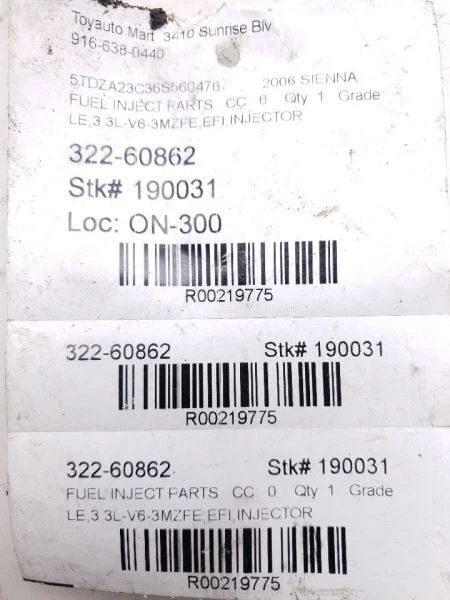 Toyauto Mart 3410 Sunrise Blv
916-638-0440
2006 SIENNA
FUEL INJECT PARTS CC 0 Qty 1 Grade
LE,3.3L-V6-3MZFE,EFI,INJECTOR
322-60862
Stk# 190031
Loc: ON-300
R00219775
322-60862 Stk# 190031
R00219775
322-60862 Stk# 190031
FUEL INJECT PARTS CC 0 Qty 1 Grade
LE,3.3L-V6-3MZFE,EFI,INJECTOR
R00219775